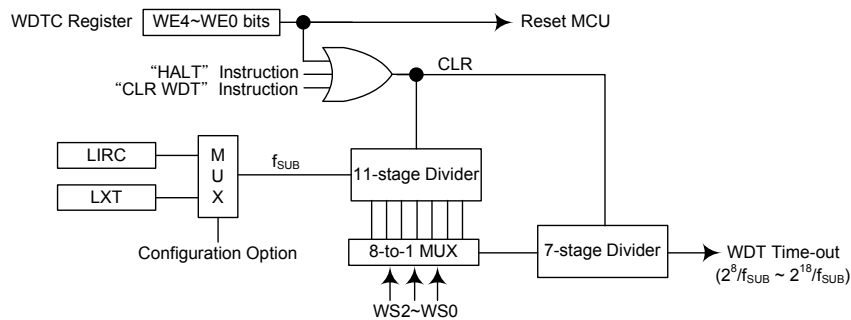 WDTC Register
WE4~WE0 bits
Reset MCU
“HALT” Instruction
“CLR WDT” Instruction
CLR
LIRC
LXT
M
U
X
fSUB
11-stage Divider
Configuration Option
8-to-1 MUX
7-stage Divider
WDT Time-out
(2^8/fSUB ~ 2^18/fSUB)
WS2~WS0